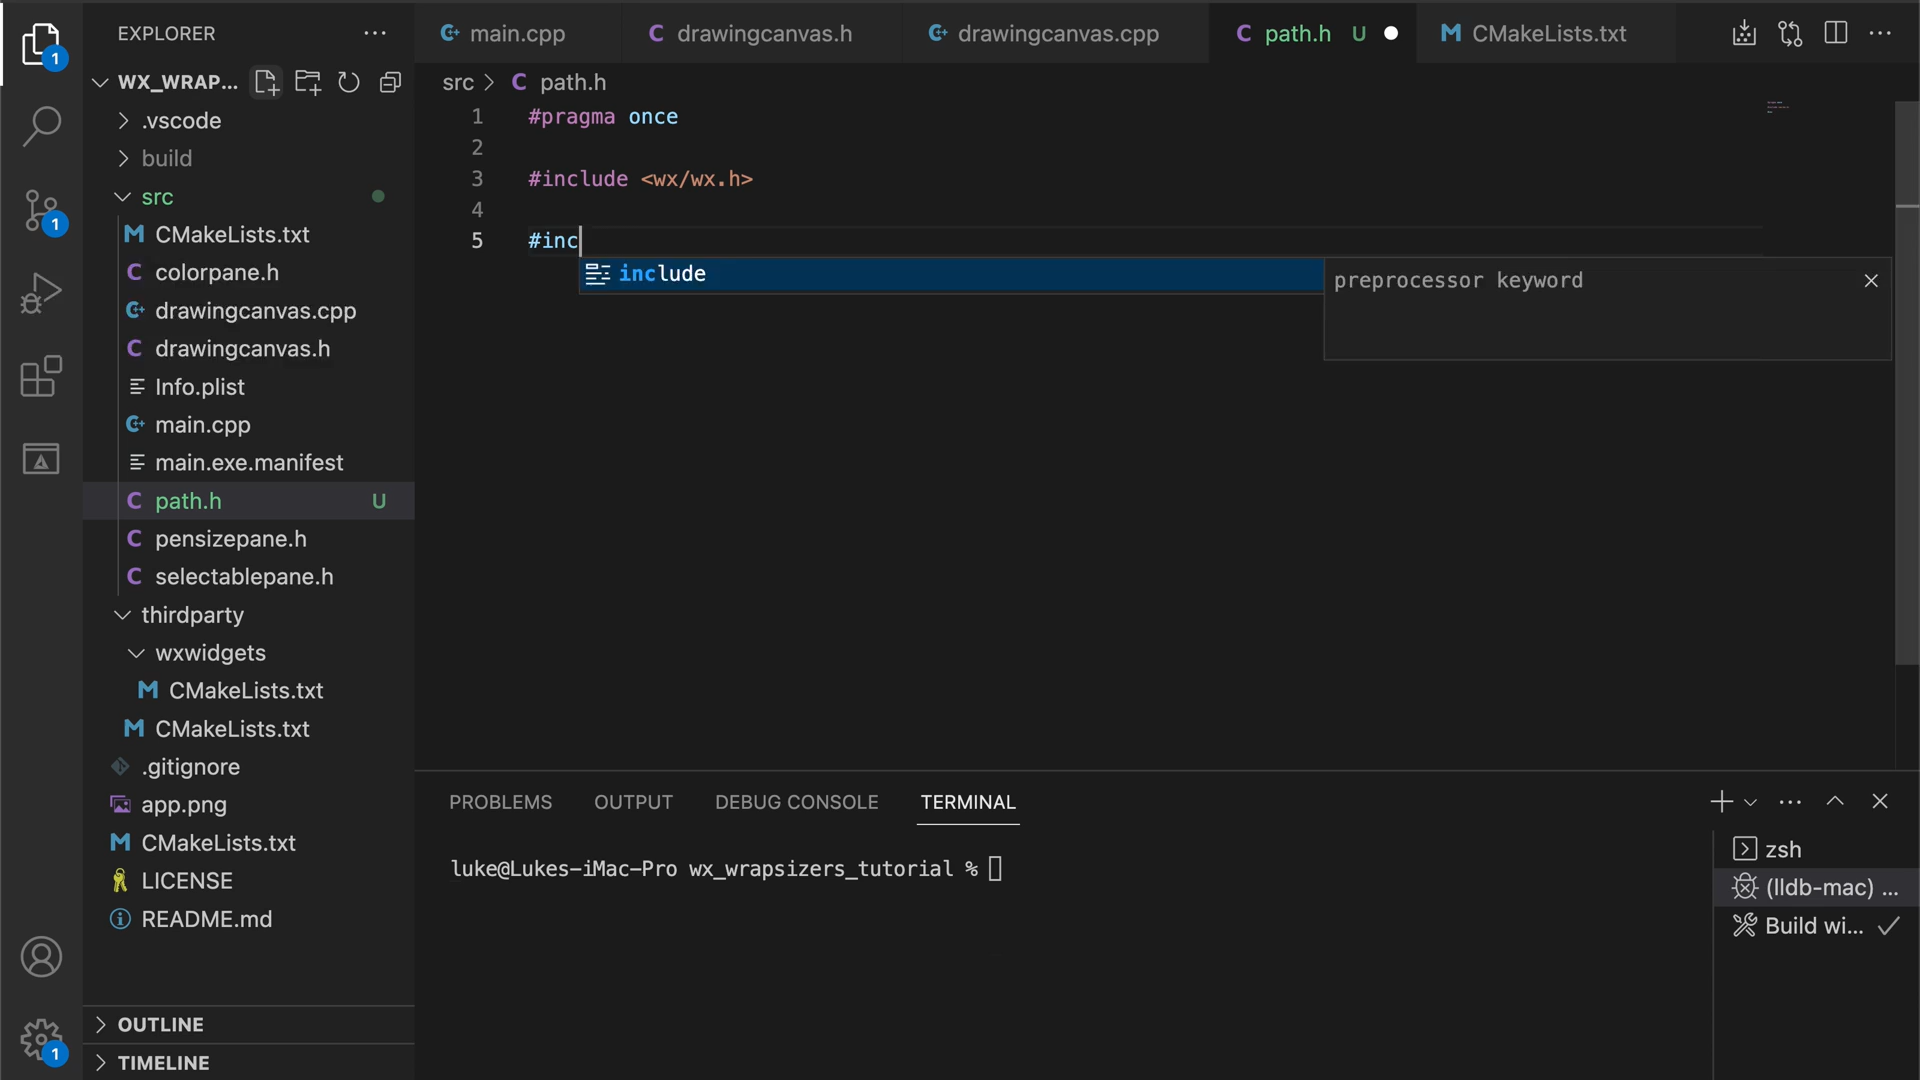 EXPLORER
main.cpp
drawingcanvas.h
drawingcanvas.cpp
path.h U
CMakeLists.txt
1
WX_WRAP...
src > path.h
.vscode
build
src
CMakeLists.txt
colorpane.h
drawingcanvas.cpp
drawingcanvas.h
Info.plist
main.cpp
main.exe.manifest
path.h U
pensizepane.h
selectablepane.h
thirdparty
wxwidgets
CMakeLists.txt
CMakeLists.txt
.gitignore
app.png
CMakeLists.txt
LICENSE
README.md
OUTLINE
TIMELINE
1
1
1 #pragma once
2
3 #include <wx/wx.h>
4
5 #inc
include
preprocessor keyword
PROBLEMS OUTPUT DEBUG CONSOLE TERMINAL
luke@Lukes-iMac-Pro wx_wrapsizers_tutorial %
zsh
(lldb-mac) ...
Build wi...